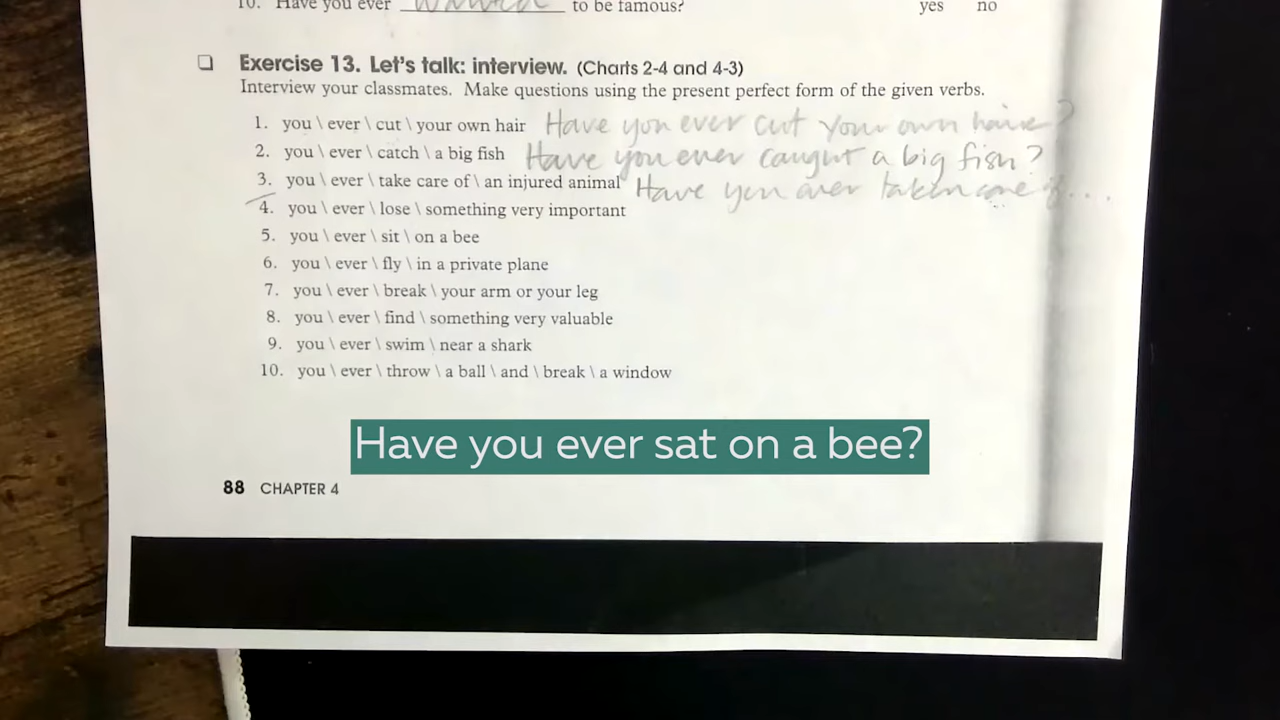 10. Have you ever wanted to be famous? yes no
❑ Exercise 13. Let's talk: interview. (Charts 2-4 and 4-3)
Interview your classmates. Make questions using the present perfect form of the given verbs.
1. you \ ever \ cut \ your own hair Have you ever cut your own hair?
2. you \ ever \ catch \ a big fish Have you ever caught a big fish?
3. you \ ever \ take care of \ an injured animal Have you ever taken care of...
4. you \ ever \ lose \ something very important
5. you \ ever \ sit \ on a bee
6. you \ ever \ fly \ in a private plane
7. you \ ever \ break \ your arm or your leg
8. you \ ever \ find \ something very valuable
9. you \ ever \ swim \ near a shark
10. you \ ever \ throw \ a ball \ and \ break \ a window
Have you ever sat on a bee?
88 CHAPTER 4